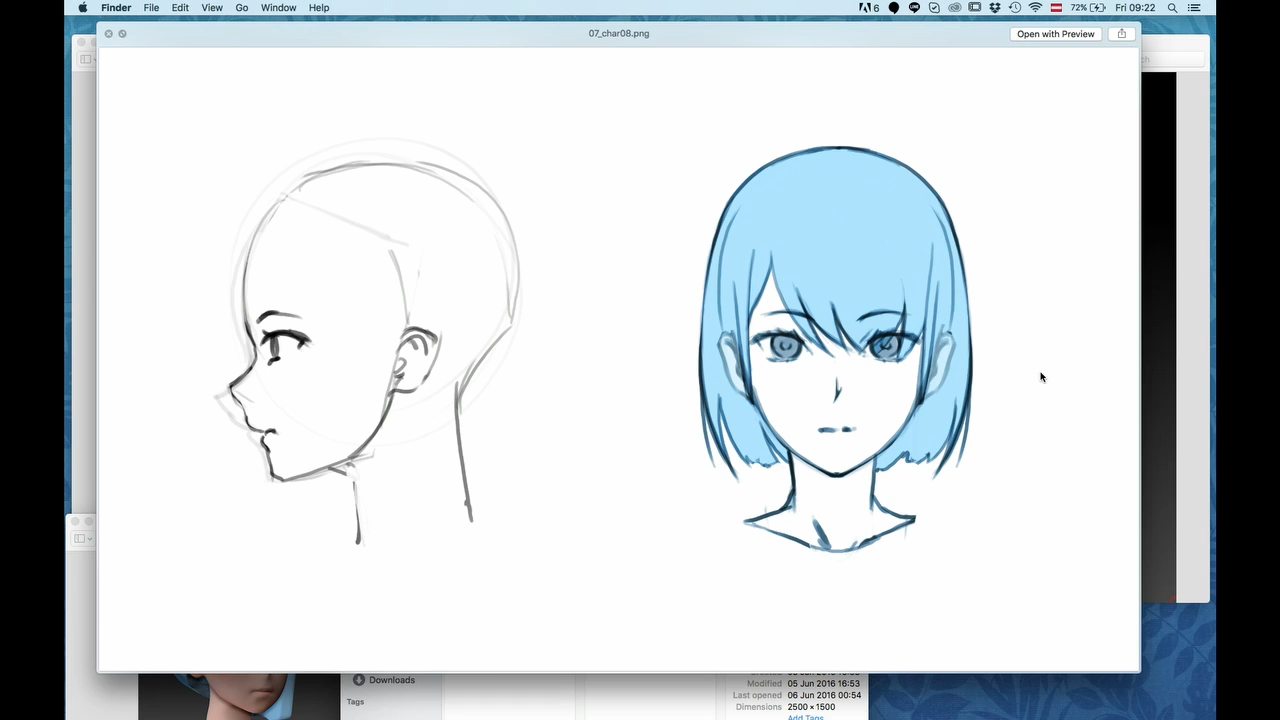 Finder File Edit View Go Window Help 6 72% Fri 09:22
07_char08.png
Open with Preview
Downloads
Tags
Modified 05 Jun 2016 16:53
Last opened 06 Jun 2016 00:54
Dimensions 2500 × 1500
Add Tags